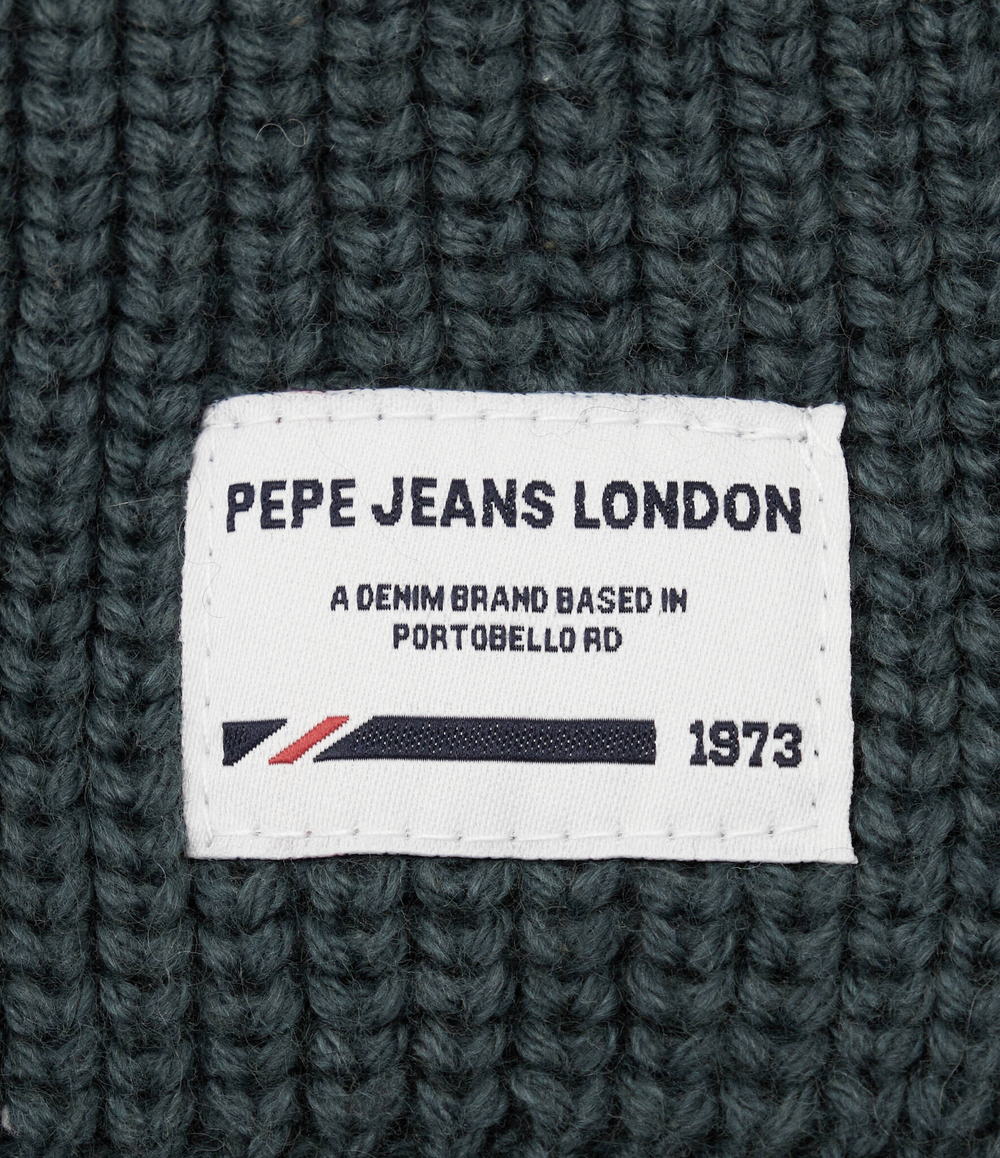 PEPE JEANS LONDON
A DENIM BRAND BASED IN
PORTOBELLO RD
1973